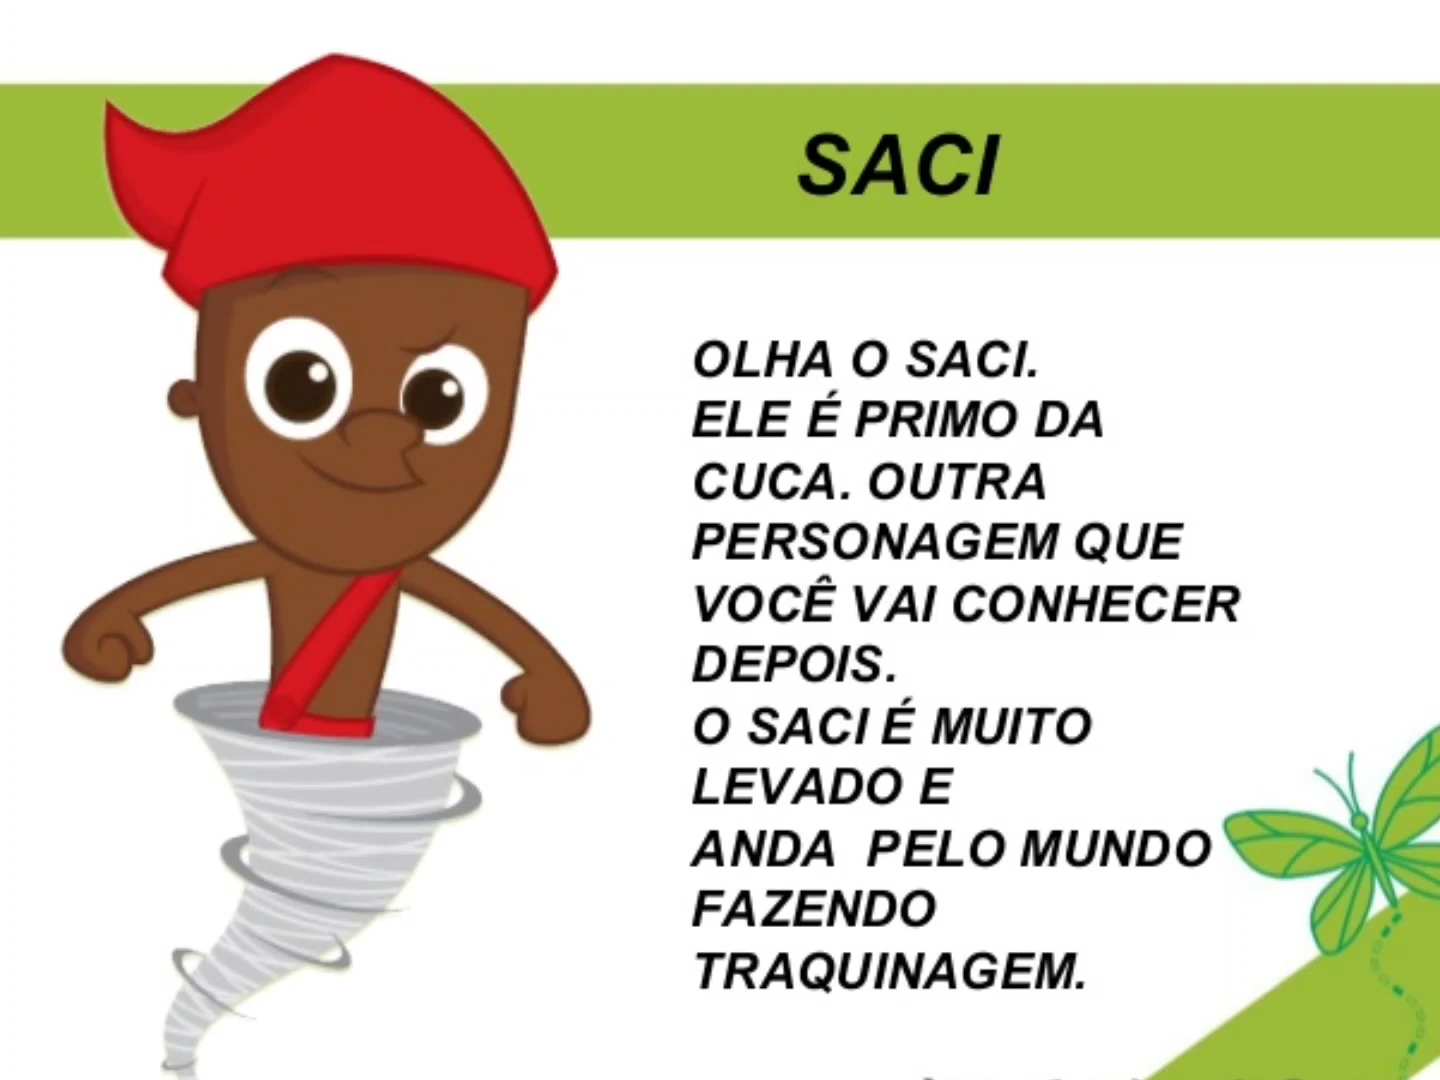 SACI
OLHA O SACI.
ELE É PRIMO DA
CUCA. OUTRA
PERSONAGEM QUE
VOCÊ VAI CONHECER
DEPOIS.
O SACI É MUITO
LEVADO E
ANDA  PELO MUNDO
FAZENDO
TRAQUINAGEM.